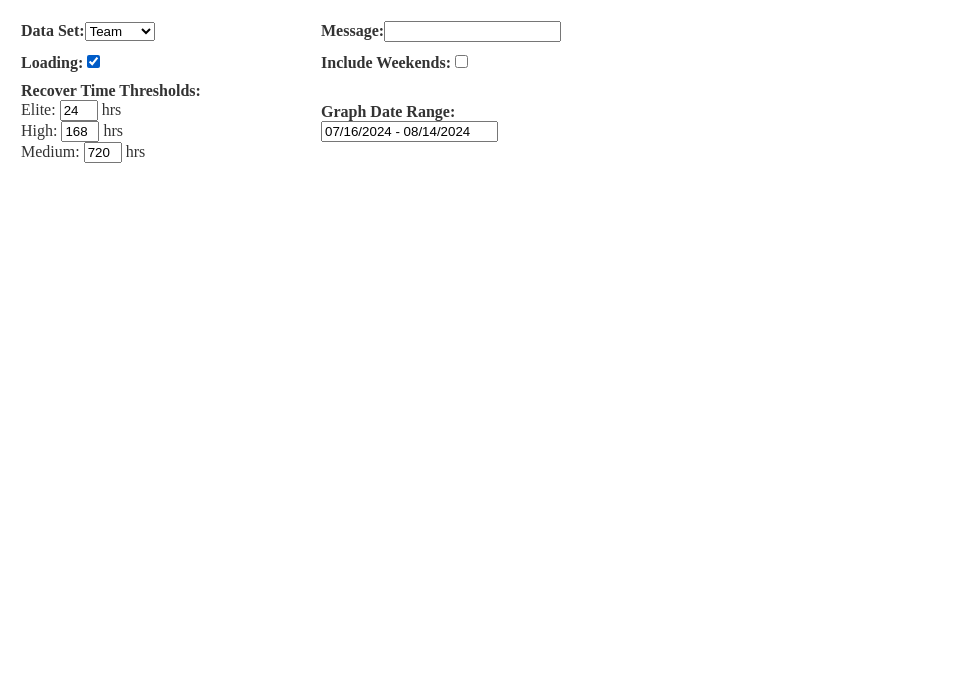 Data Set: Team
Message:
Loading:
Include Weekends:
Recover Time Thresholds:
Elite: 24 hrs
High: 168 hrs
Medium: 720 hrs
Graph Date Range:
07/16/2024 - 08/14/2024